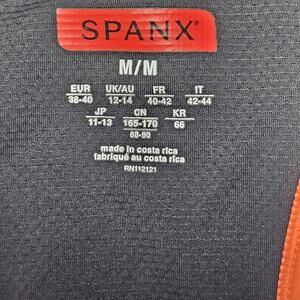 SPANX®
M/M
EUR UK/AU FR IT
38-40 12-14 40-42 42-44
JP CN KR
11-13 165-170 66
88-90
made in costa rica
fabriqué au costa rica
RN112121